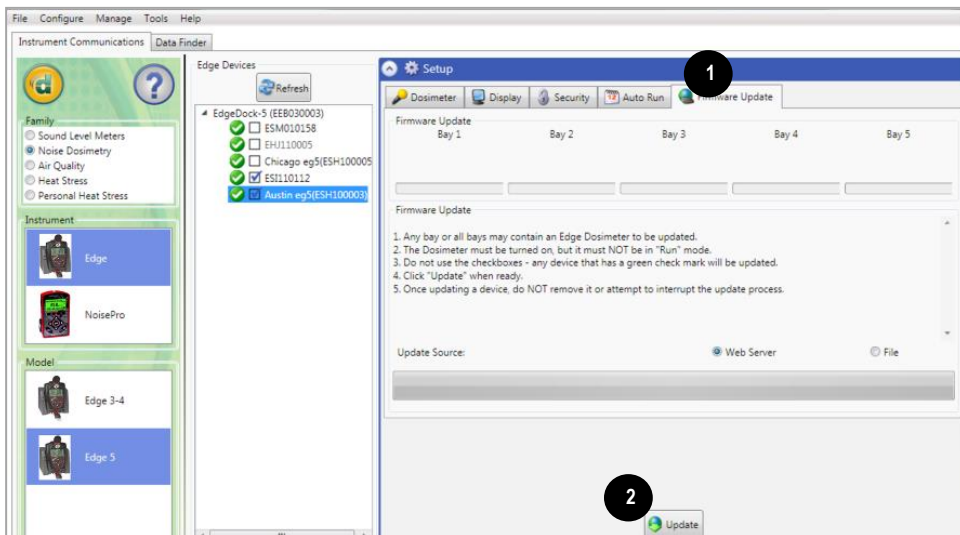 File Configure Manage Tools Help
Instrument Communications Data Finder
Family
Sound Level Meters
Noise Dosimetry
Air Quality
Heat Stress
Personal Heat Stress
Instrument
Edge
NoisePro
Model
Edge 3-4
Edge 5
Edge Devices
Refresh
EdgeDock-5 (EEB030003)
ESM010158
EHJ110005
Chicago eg5(ESH100005
ESI110112
Austin eg5(ESH100003)
Setup
1
Dosimeter Display Security Auto Run Firmware Update
Firmware Update
Bay 1 Bay 2 Bay 3 Bay 4 Bay 5
Firmware Update
1. Any bay or all bays may contain an Edge Dosimeter to be updated.
2. The Dosimeter must be turned on, but it must NOT be in "Run" mode.
3. Do not use the checkboxes - any device that has a green check mark will be updated.
4. Click "Update" when ready.
5. Once updating a device, do NOT remove it or attempt to interrupt the update process.
Update Source: Web Server File
2
Update